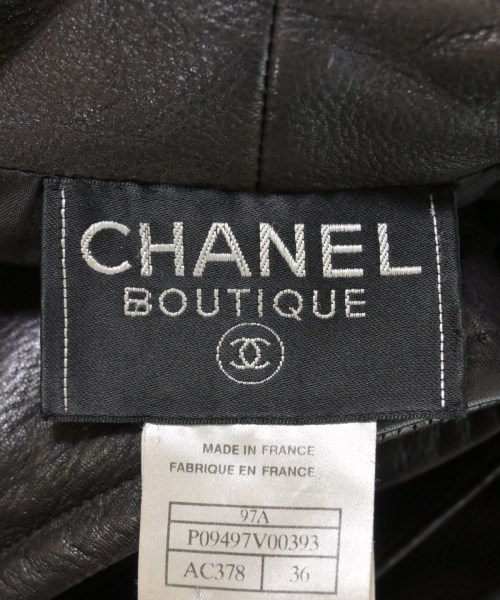 CHANEL
BOUTIQUE
MADE IN FRANCE
FABRIQUE EN FRANCE
97A
P09497V00393
AC378 36